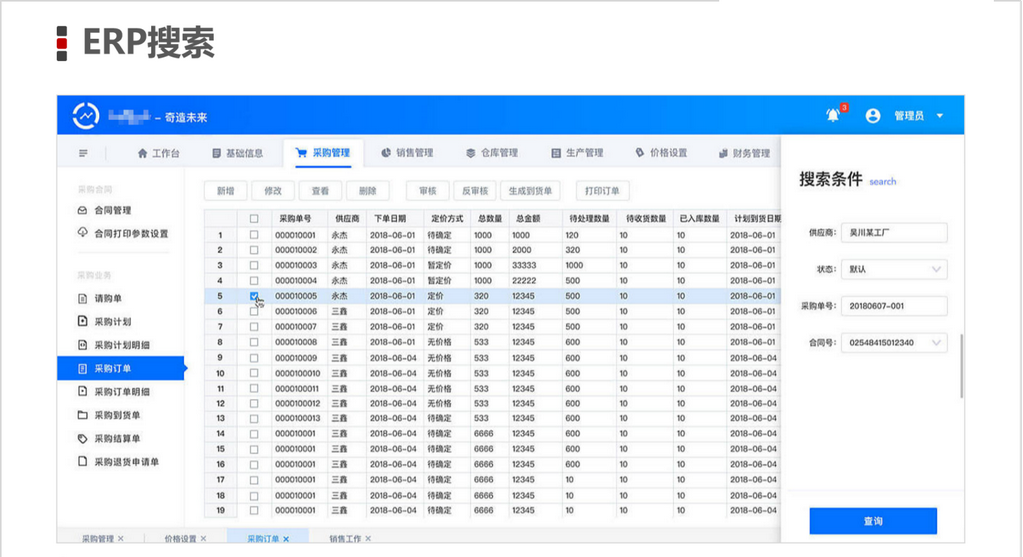 ERP搜索
– 奇造未来
3
管理员
工作台 基础信息 采购管理 销售管理 仓库管理 生产管理 价格设置 财务管理
采购合同
合同管理
合同打印参数设置
采购业务
请购单
采购计划
采购计划明细
采购订单
采购订单明细
采购到货单
采购结算单
采购退货申请单
新增 修改 查看 删除 审核 反审核 生成到货单 打印订单
采购单号 供应商 下单日期 定价方式 总数量 总金额 待处理数量 待收货数量 已入库数量 计划到货日期
1 000010001 永杰 2018-06-01 待确定 1000 1000 120 10 10 2018-06-01
2 000010002 永杰 2018-06-01 待确定 1000 2000 320 10 10 2018-06-01
3 000010003 永杰 2018-06-01 暂定价 1000 33333 1000 10 10 2018-06-01
4 000010004 永杰 2018-06-01 暂定价 1000 22222 500 10 10 2018-06-01
5 000010005 永杰 2018-06-01 定价 320 12345 500 10 10 2018-06-01
6 000010006 三鑫 2018-06-01 定价 320 12345 500 10 10 2018-06-01
7 000010007 三鑫 2018-06-01 定价 320 12345 500 10 10 2018-06-01
8 000010008 三鑫 2018-06-01 无价格 533 12345 600 10 10 2018-06-01
9 000010009 三鑫 2018-06-04 无价格 533 12345 600 10 10 2018-06-04
10 0000100010 三鑫 2018-06-04 无价格 533 12345 600 10 10 2018-06-04
11 0000100011 三鑫 2018-06-04 无价格 533 12345 600 10 10 2018-06-04
12 0000100012 三鑫 2018-06-04 无价格 533 12345 600 10 10 2018-06-04
13 0000100013 三鑫 2018-06-04 待确定 533 12345 600 10 10 2018-06-04
14 000010001 三鑫 2018-06-04 待确定 6666 12345 600 10 10 2018-06-04
15 000010001 三鑫 2018-06-04 待确定 6666 12345 600 10 10 2018-06-04
16 000010001 三鑫 2018-06-04 待确定 6666 12345 600 10 10 2018-06-04
17 000010001 三鑫 2018-06-04 待确定 6666 12345 10 10 10 2018-06-04
18 000010001 三鑫 2018-06-04 待确定 6666 12345 10 10 10 2018-06-04
19 000010001 三鑫 2018-06-04 待确定 6666 12345 10 10 10 2018-06-04
搜索条件 search
供应商: 吴川某工厂
状态: 默认
采购单号: 20180607-001
合同号: 02548415012340
查询
采购管理 × 价格设置 × 采购订单 × 销售工作 ×